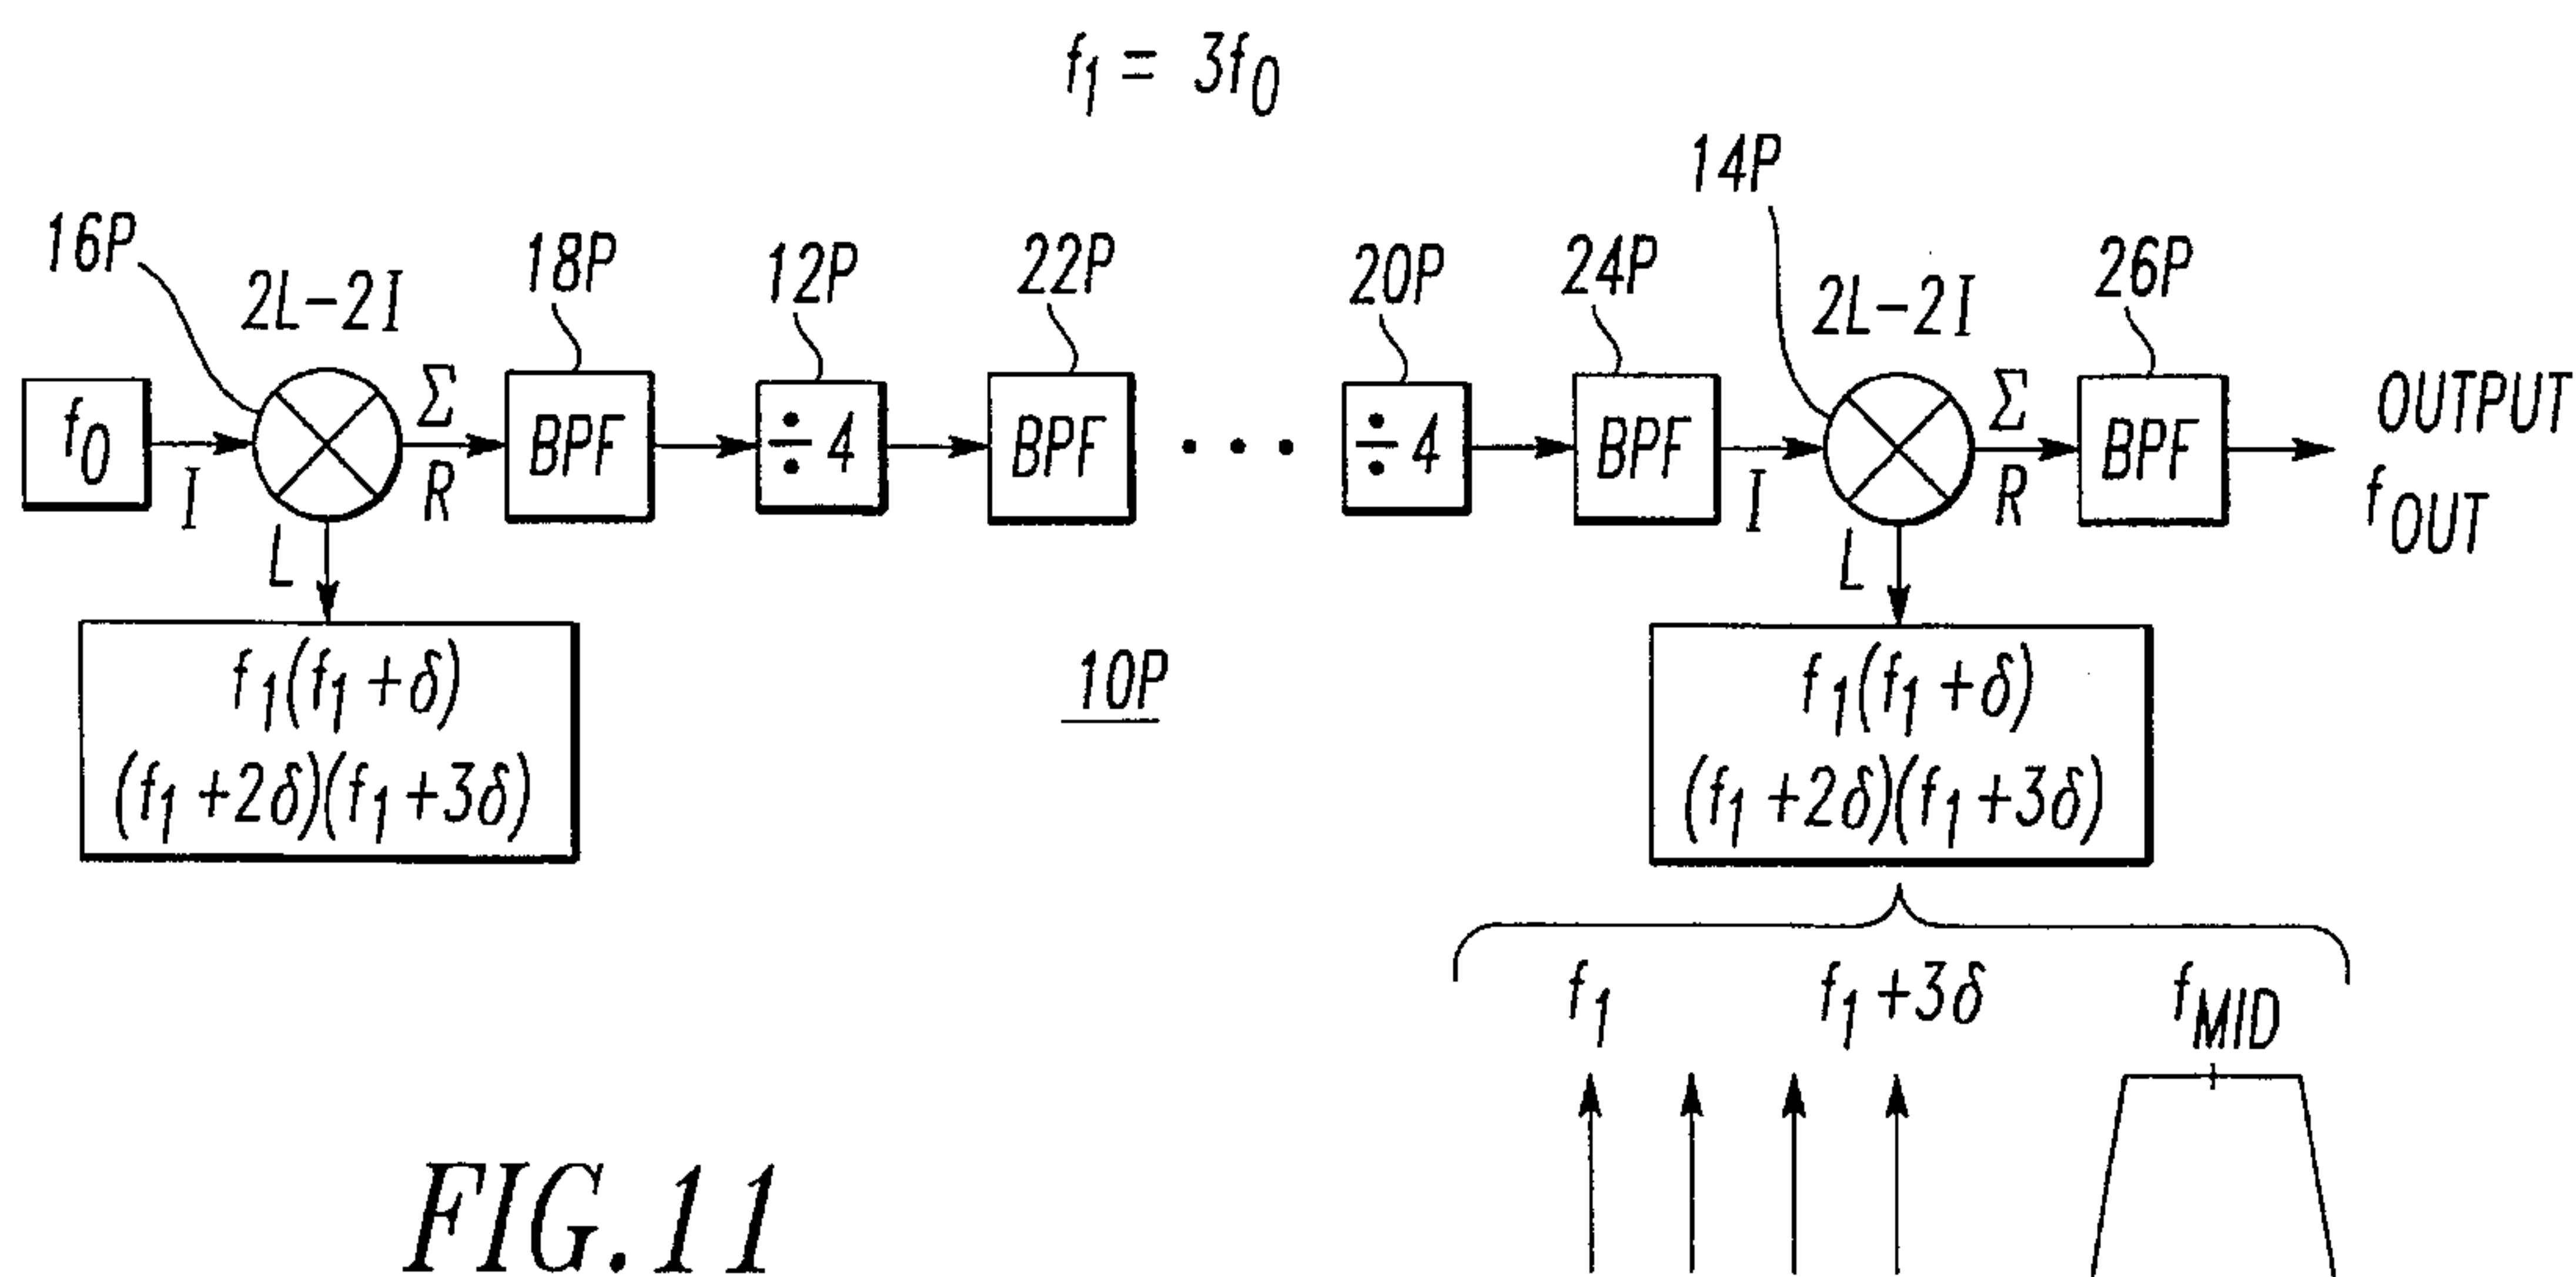 f1 = 3f0
16P
2L-2I
18P
12P
22P
20P
24P
14P
2L-2I
26P
f0
I
Σ
R
L
BPF
÷ 4
BPF
• • •
÷ 4
BPF
I
Σ
R
L
BPF
OUTPUT
fOUT
f1(f1+δ)
(f1+2δ)(f1+3δ)
10P
f1(f1+δ)
(f1+2δ)(f1+3δ)
f1
f1+3δ
fMID
FIG.11